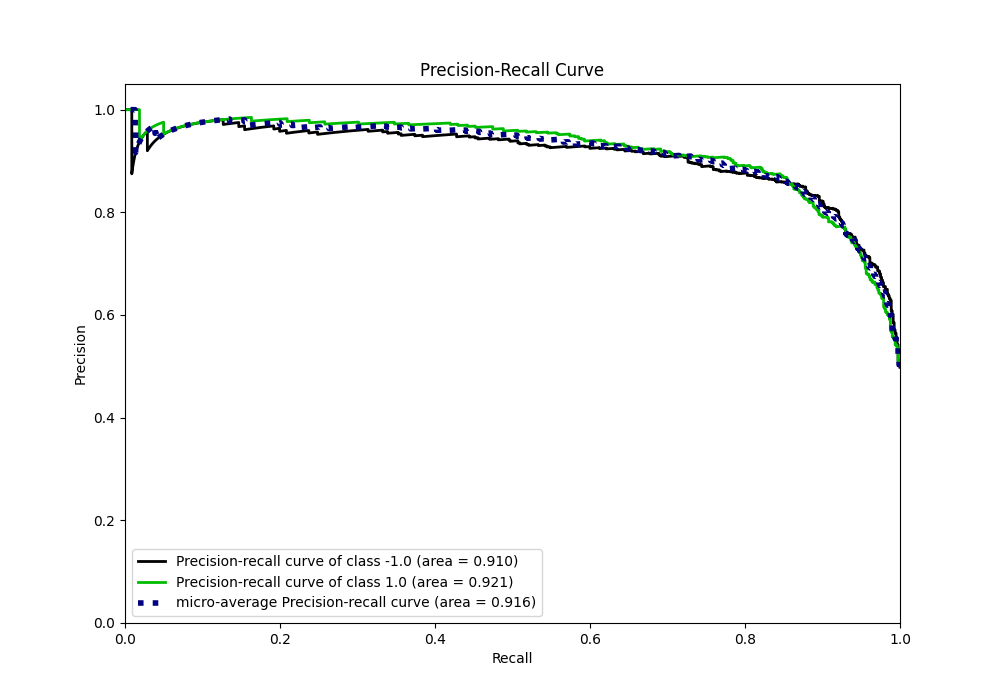 Precision-Recall Curve
1.0
0.8
0.6
0.4
0.2
0.0
Precision
Precision-recall curve of class -1.0 (area = 0.910)
Precision-recall curve of class 1.0 (area = 0.921)
micro-average Precision-recall curve (area = 0.916)
0.0 0.2 0.4 0.6 0.8 1.0
Recall